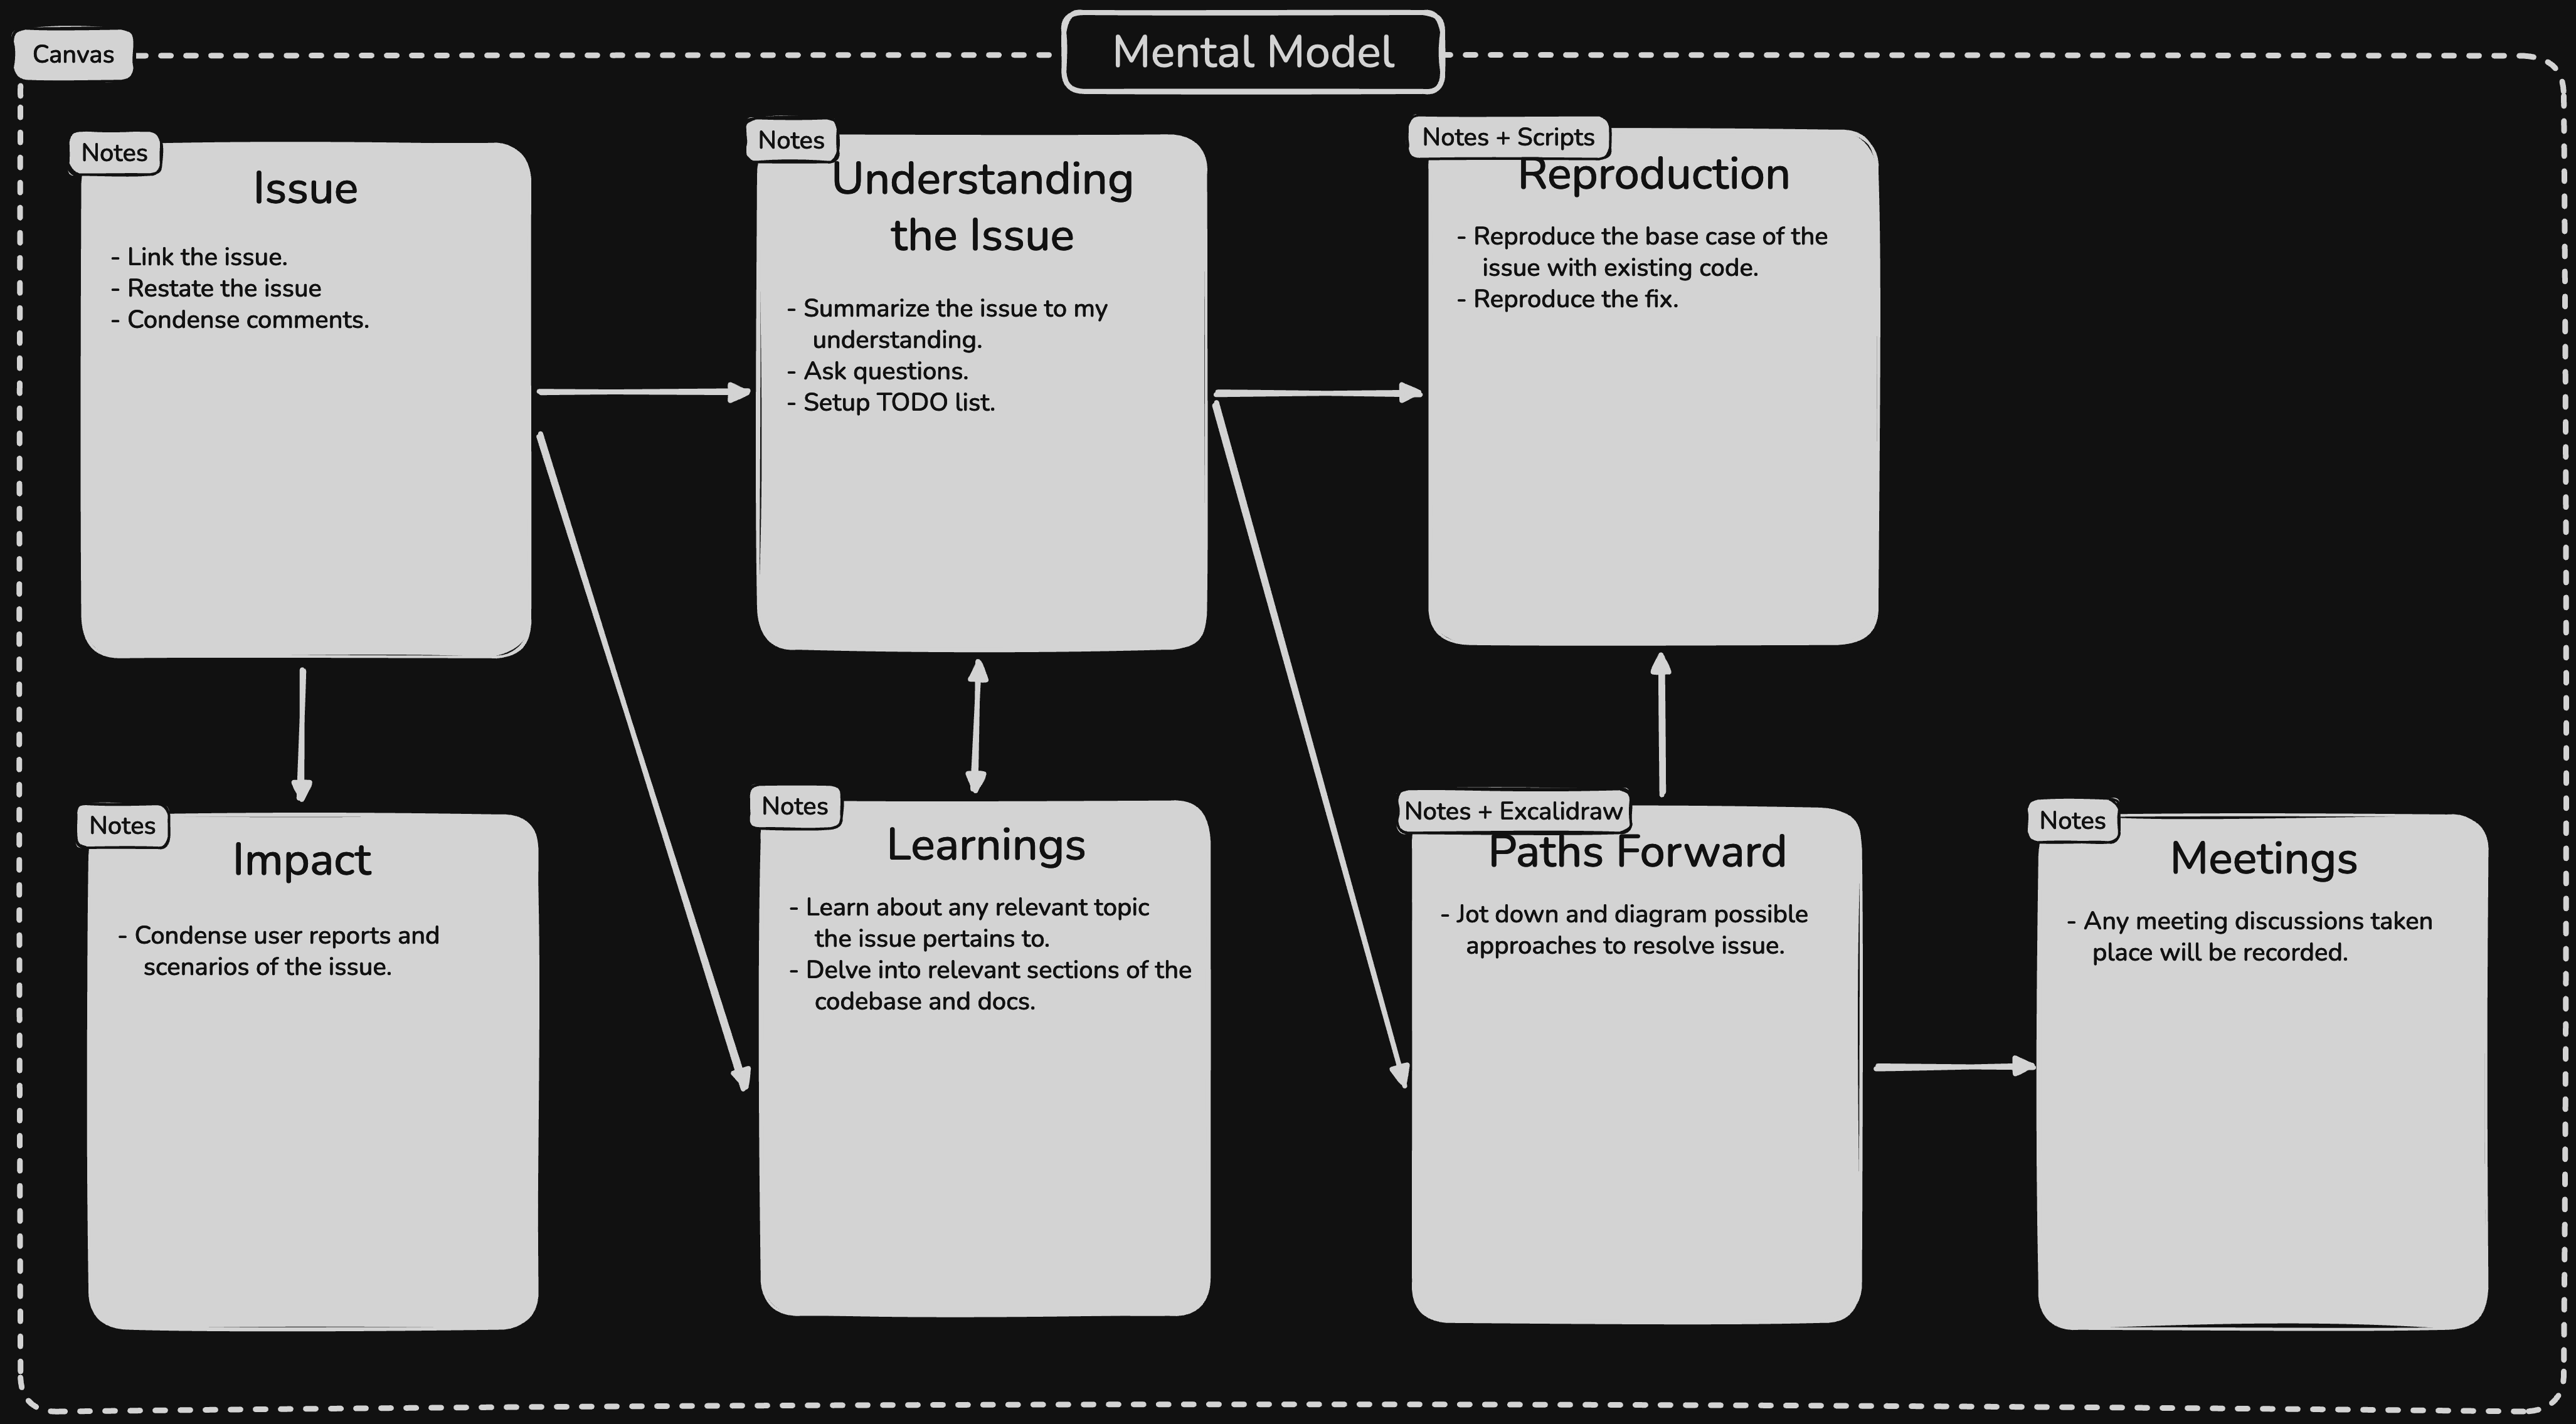 Canvas
Mental Model
Notes
Issue
- Link the issue.
- Restate the issue
- Condense comments.
Notes
Understanding
the Issue
- Summarize the issue to my
understanding.
- Ask questions.
- Setup TODO list.
Notes + Scripts
Reproduction
- Reproduce the base case of the
issue with existing code.
- Reproduce the fix.
Notes
Impact
- Condense user reports and
scenarios of the issue.
Notes
Learnings
- Learn about any relevant topic
the issue pertains to.
- Delve into relevant sections of the
codebase and docs.
Notes + Excalidraw
Paths Forward
- Jot down and diagram possible
approaches to resolve issue.
Notes
Meetings
- Any meeting discussions taken
place will be recorded.